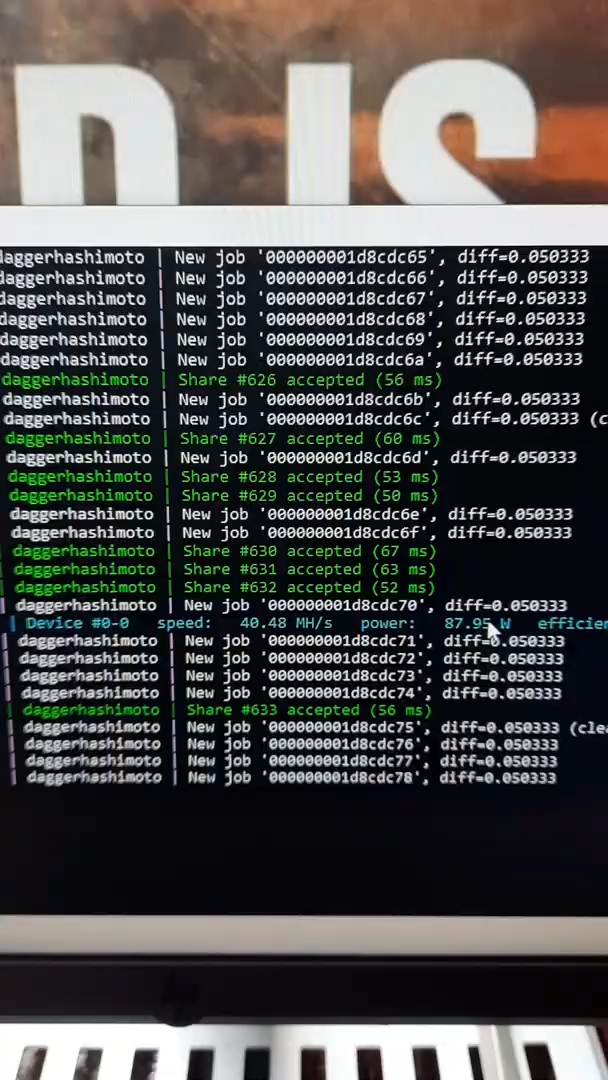 daggerhashimoto | New job '000000001d8cdc65', diff=0.050333
daggerhashimoto | New job '000000001d8cdc66', diff=0.050333
daggerhashimoto | New job '000000001d8cdc67', diff=0.050333
daggerhashimoto | New job '000000001d8cdc68', diff=0.050333
daggerhashimoto | New job '000000001d8cdc69', diff=0.050333
daggerhashimoto | New job '000000001d8cdc6a', diff=0.050333
daggerhashimoto | Share #626 accepted (56 ms)
daggerhashimoto | New job '000000001d8cdc6b', diff=0.050333
daggerhashimoto | New job '000000001d8cdc6c', diff=0.050333 (c
daggerhashimoto | Share #627 accepted (60 ms)
daggerhashimoto | New job '000000001d8cdc6d', diff=0.050333
daggerhashimoto | Share #628 accepted (53 ms)
daggerhashimoto | Share #629 accepted (50 ms)
daggerhashimoto | New job '000000001d8cdc6e', diff=0.050333
daggerhashimoto | New job '000000001d8cdc6f', diff=0.050333
daggerhashimoto | Share #630 accepted (67 ms)
daggerhashimoto | Share #631 accepted (63 ms)
daggerhashimoto | Share #632 accepted (52 ms)
| daggerhashimoto | New job '000000001d8cdc70', diff=0.050333
| Device #0-0 speed: 40.48 MH/s power: 87.95 W efficien
| daggerhashimoto | New job '000000001d8cdc71', diff=0.050333
| daggerhashimoto | New job '000000001d8cdc72', diff=0.050333
| daggerhashimoto | New job '000000001d8cdc73', diff=0.050333
| daggerhashimoto | New job '000000001d8cdc74', diff=0.050333
| daggerhashimoto | Share #633 accepted (56 ms)
| daggerhashimoto | New job '000000001d8cdc75', diff=0.050333 (clea
| daggerhashimoto | New job '000000001d8cdc76', diff=0.050333
| daggerhashimoto | New job '000000001d8cdc77', diff=0.050333
| daggerhashimoto | New job '000000001d8cdc78', diff=0.050333